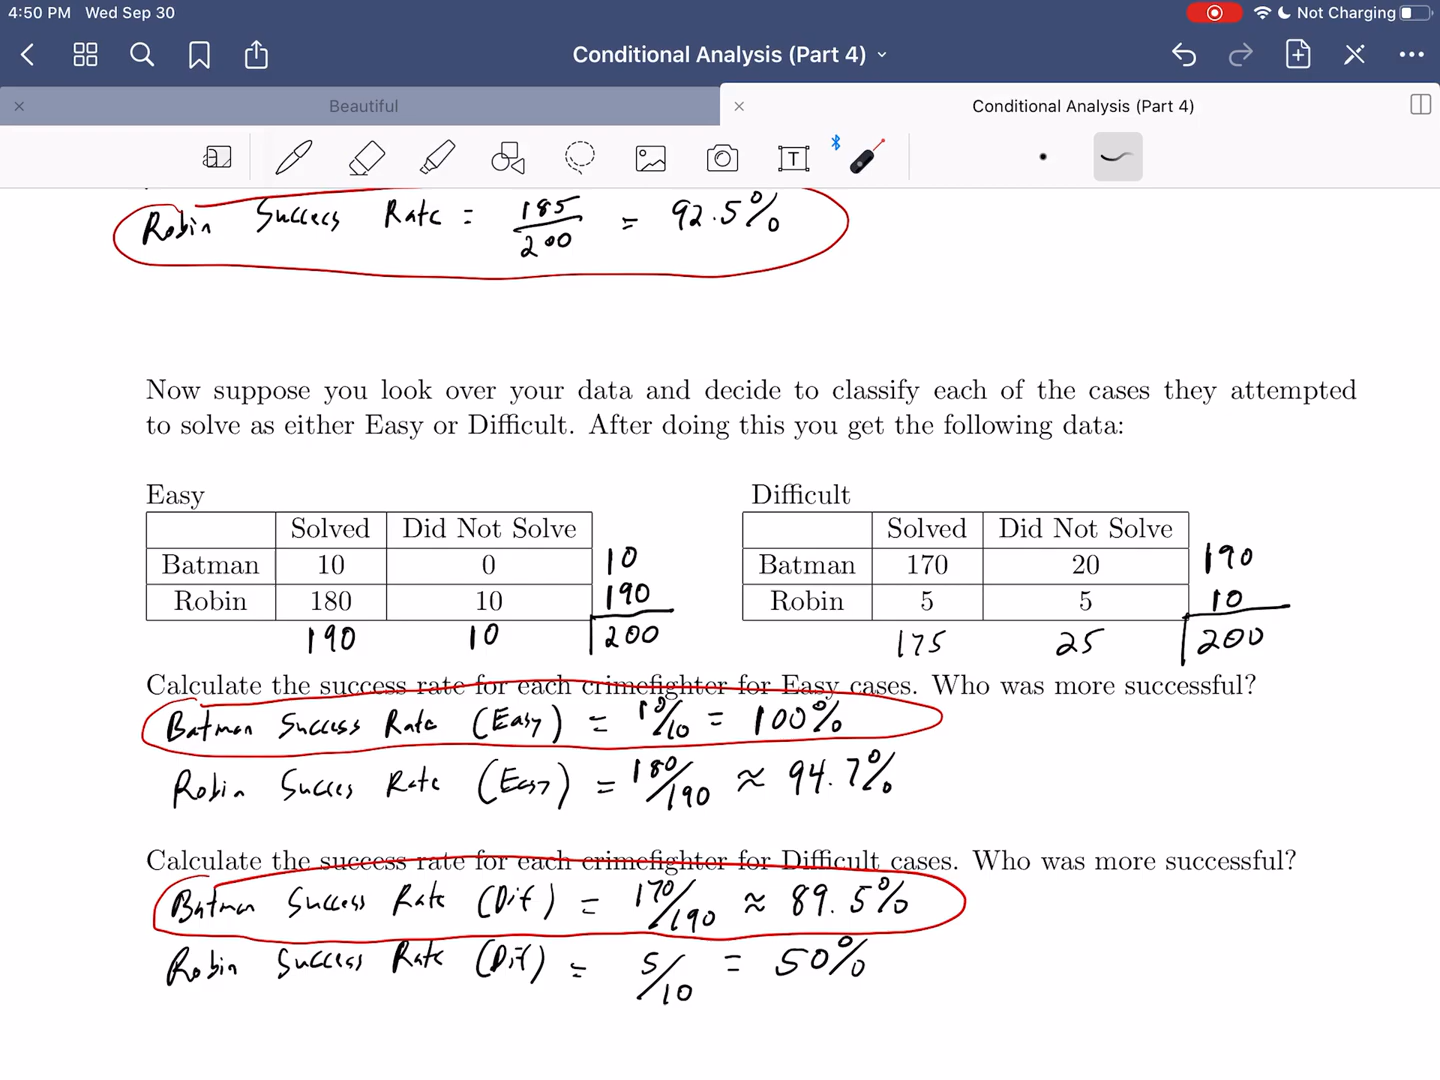 4:50 PM Wed Sep 30
Not Charging
Conditional Analysis (Part 4)
Beautiful
Conditional Analysis (Part 4)
Robin Success Rate = 185/200 = 92.5%
Now suppose you look over your data and decide to classify each of the cases they attempted
to solve as either Easy or Difficult. After doing this you get the following data:
Easy
Solved Did Not Solve
Batman 10 0 10
Robin 180 10 190
190 10 200
Difficult
Solved Did Not Solve
Batman 170 20 190
Robin 5 5 10
175 25 200
Calculate the success rate for each crimefighter for Easy cases. Who was more successful?
Batman Success Rate (Easy) = 10/10 = 100%
Robin Succes Rate (Easy) = 180/190 ≈ 94.7%
Calculate the success rate for each crimefighter for Difficult cases. Who was more successful?
Batman Success Rate (Dif) = 170/190 ≈ 89.5%
Robin Success Rate (Dif) = 5/10 = 50%